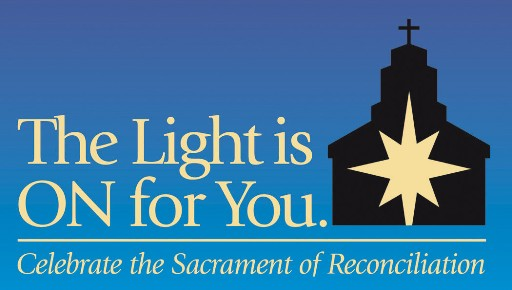 The Light is
ON for You.
Celebrate the Sacrament of Reconciliation